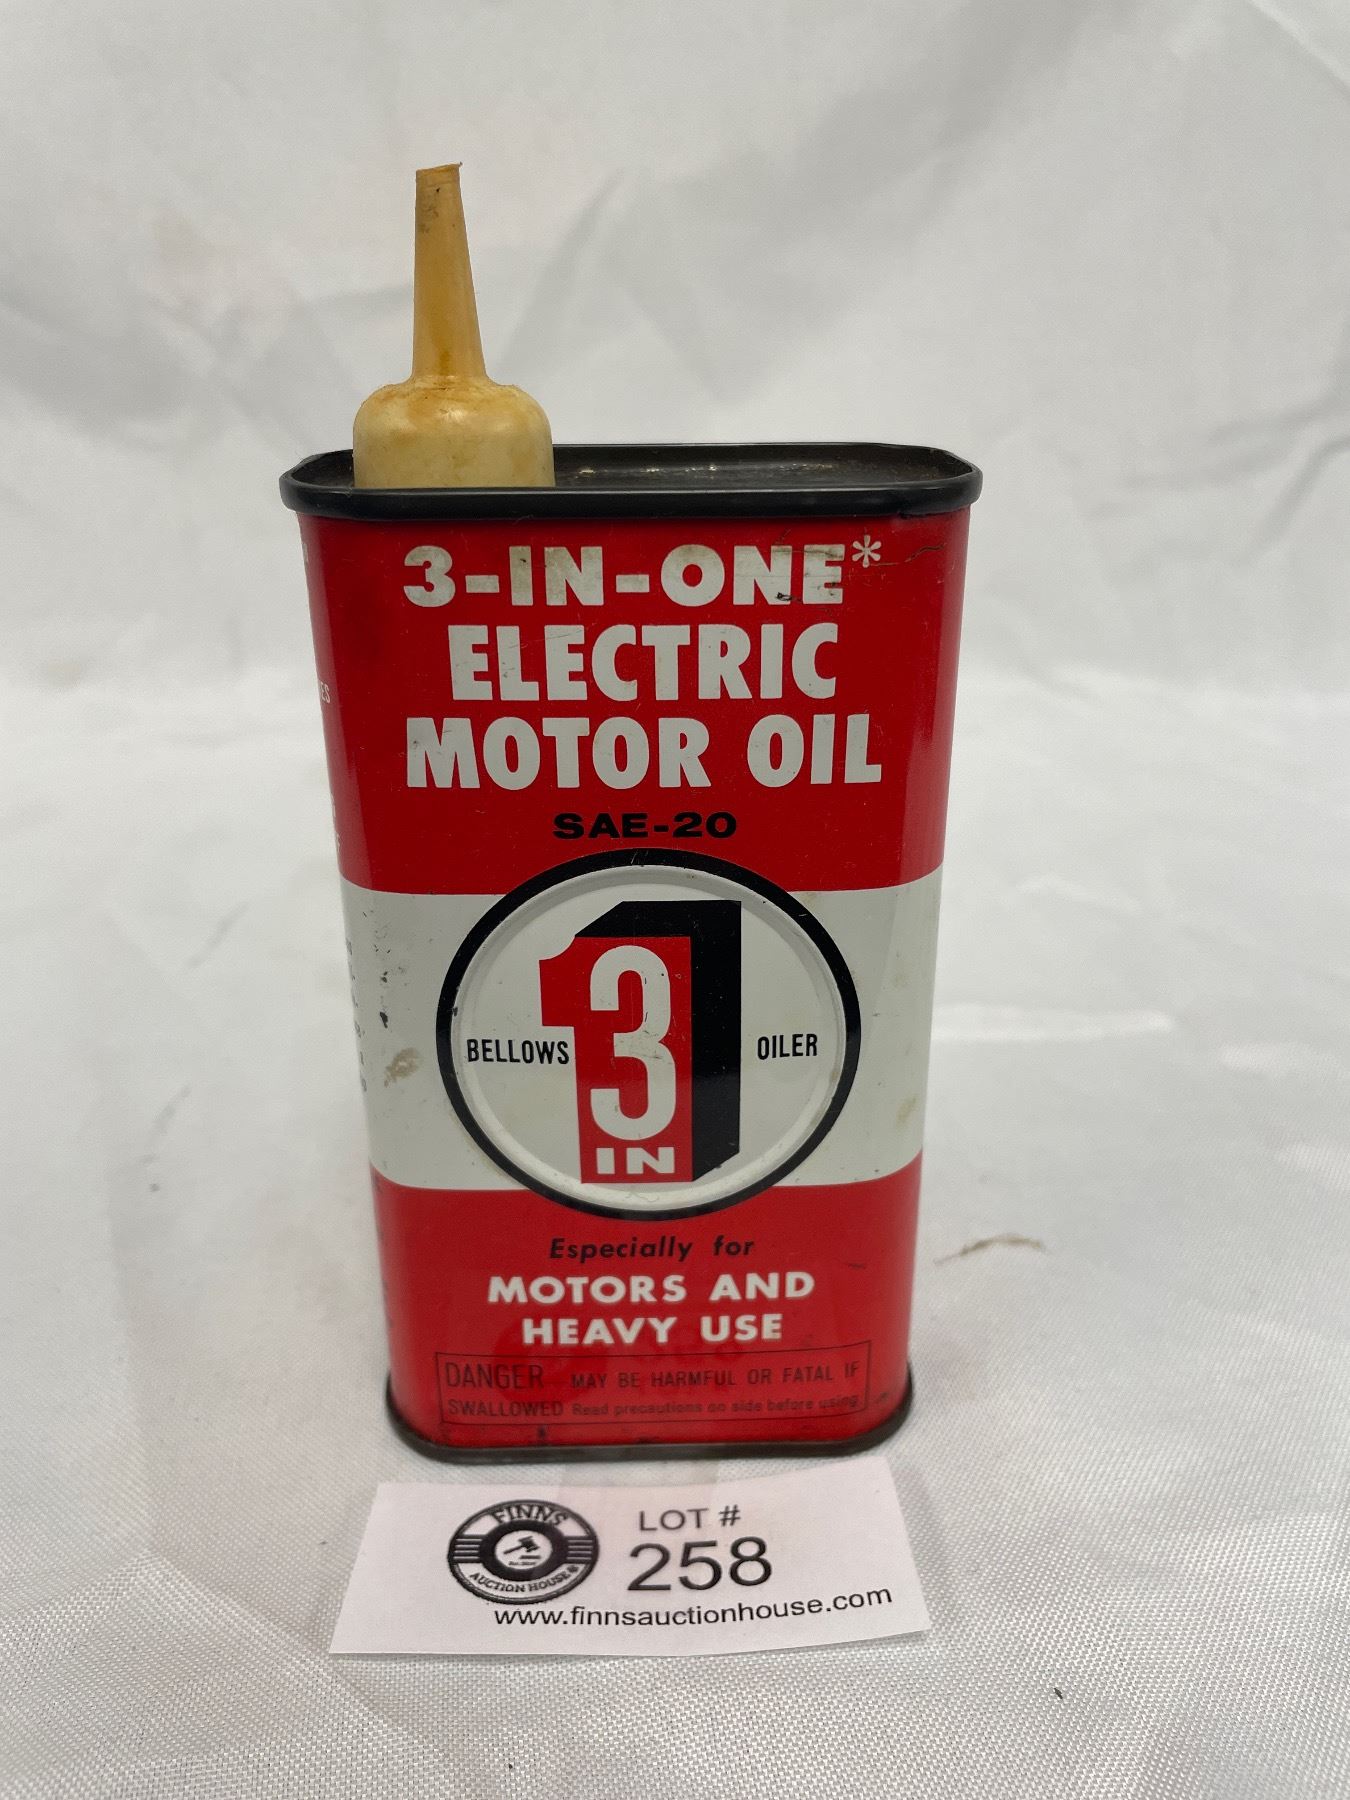 3-IN-ONE*
ELECTRIC
MOTOR OIL
SAE-20
BELLOWS 3 OILER
IN
Especially for
MOTORS AND
HEAVY USE
DANGER MAY BE HARMFUL OR FATAL IF
SWALLOWED Read precautions on side before using
FINNS
AUCTION HOUSE
LOT #
258
www.finnsauctionhouse.com